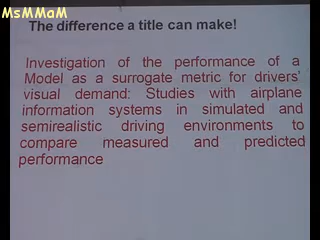 MsMMaM
The difference a title can make!
Investigation of the performance of a
Model as a surrogate metric for drivers'
visual demand: Studies with airplane
information systems in simulated and
semirealistic driving environments to
compare measured and predicted
performance